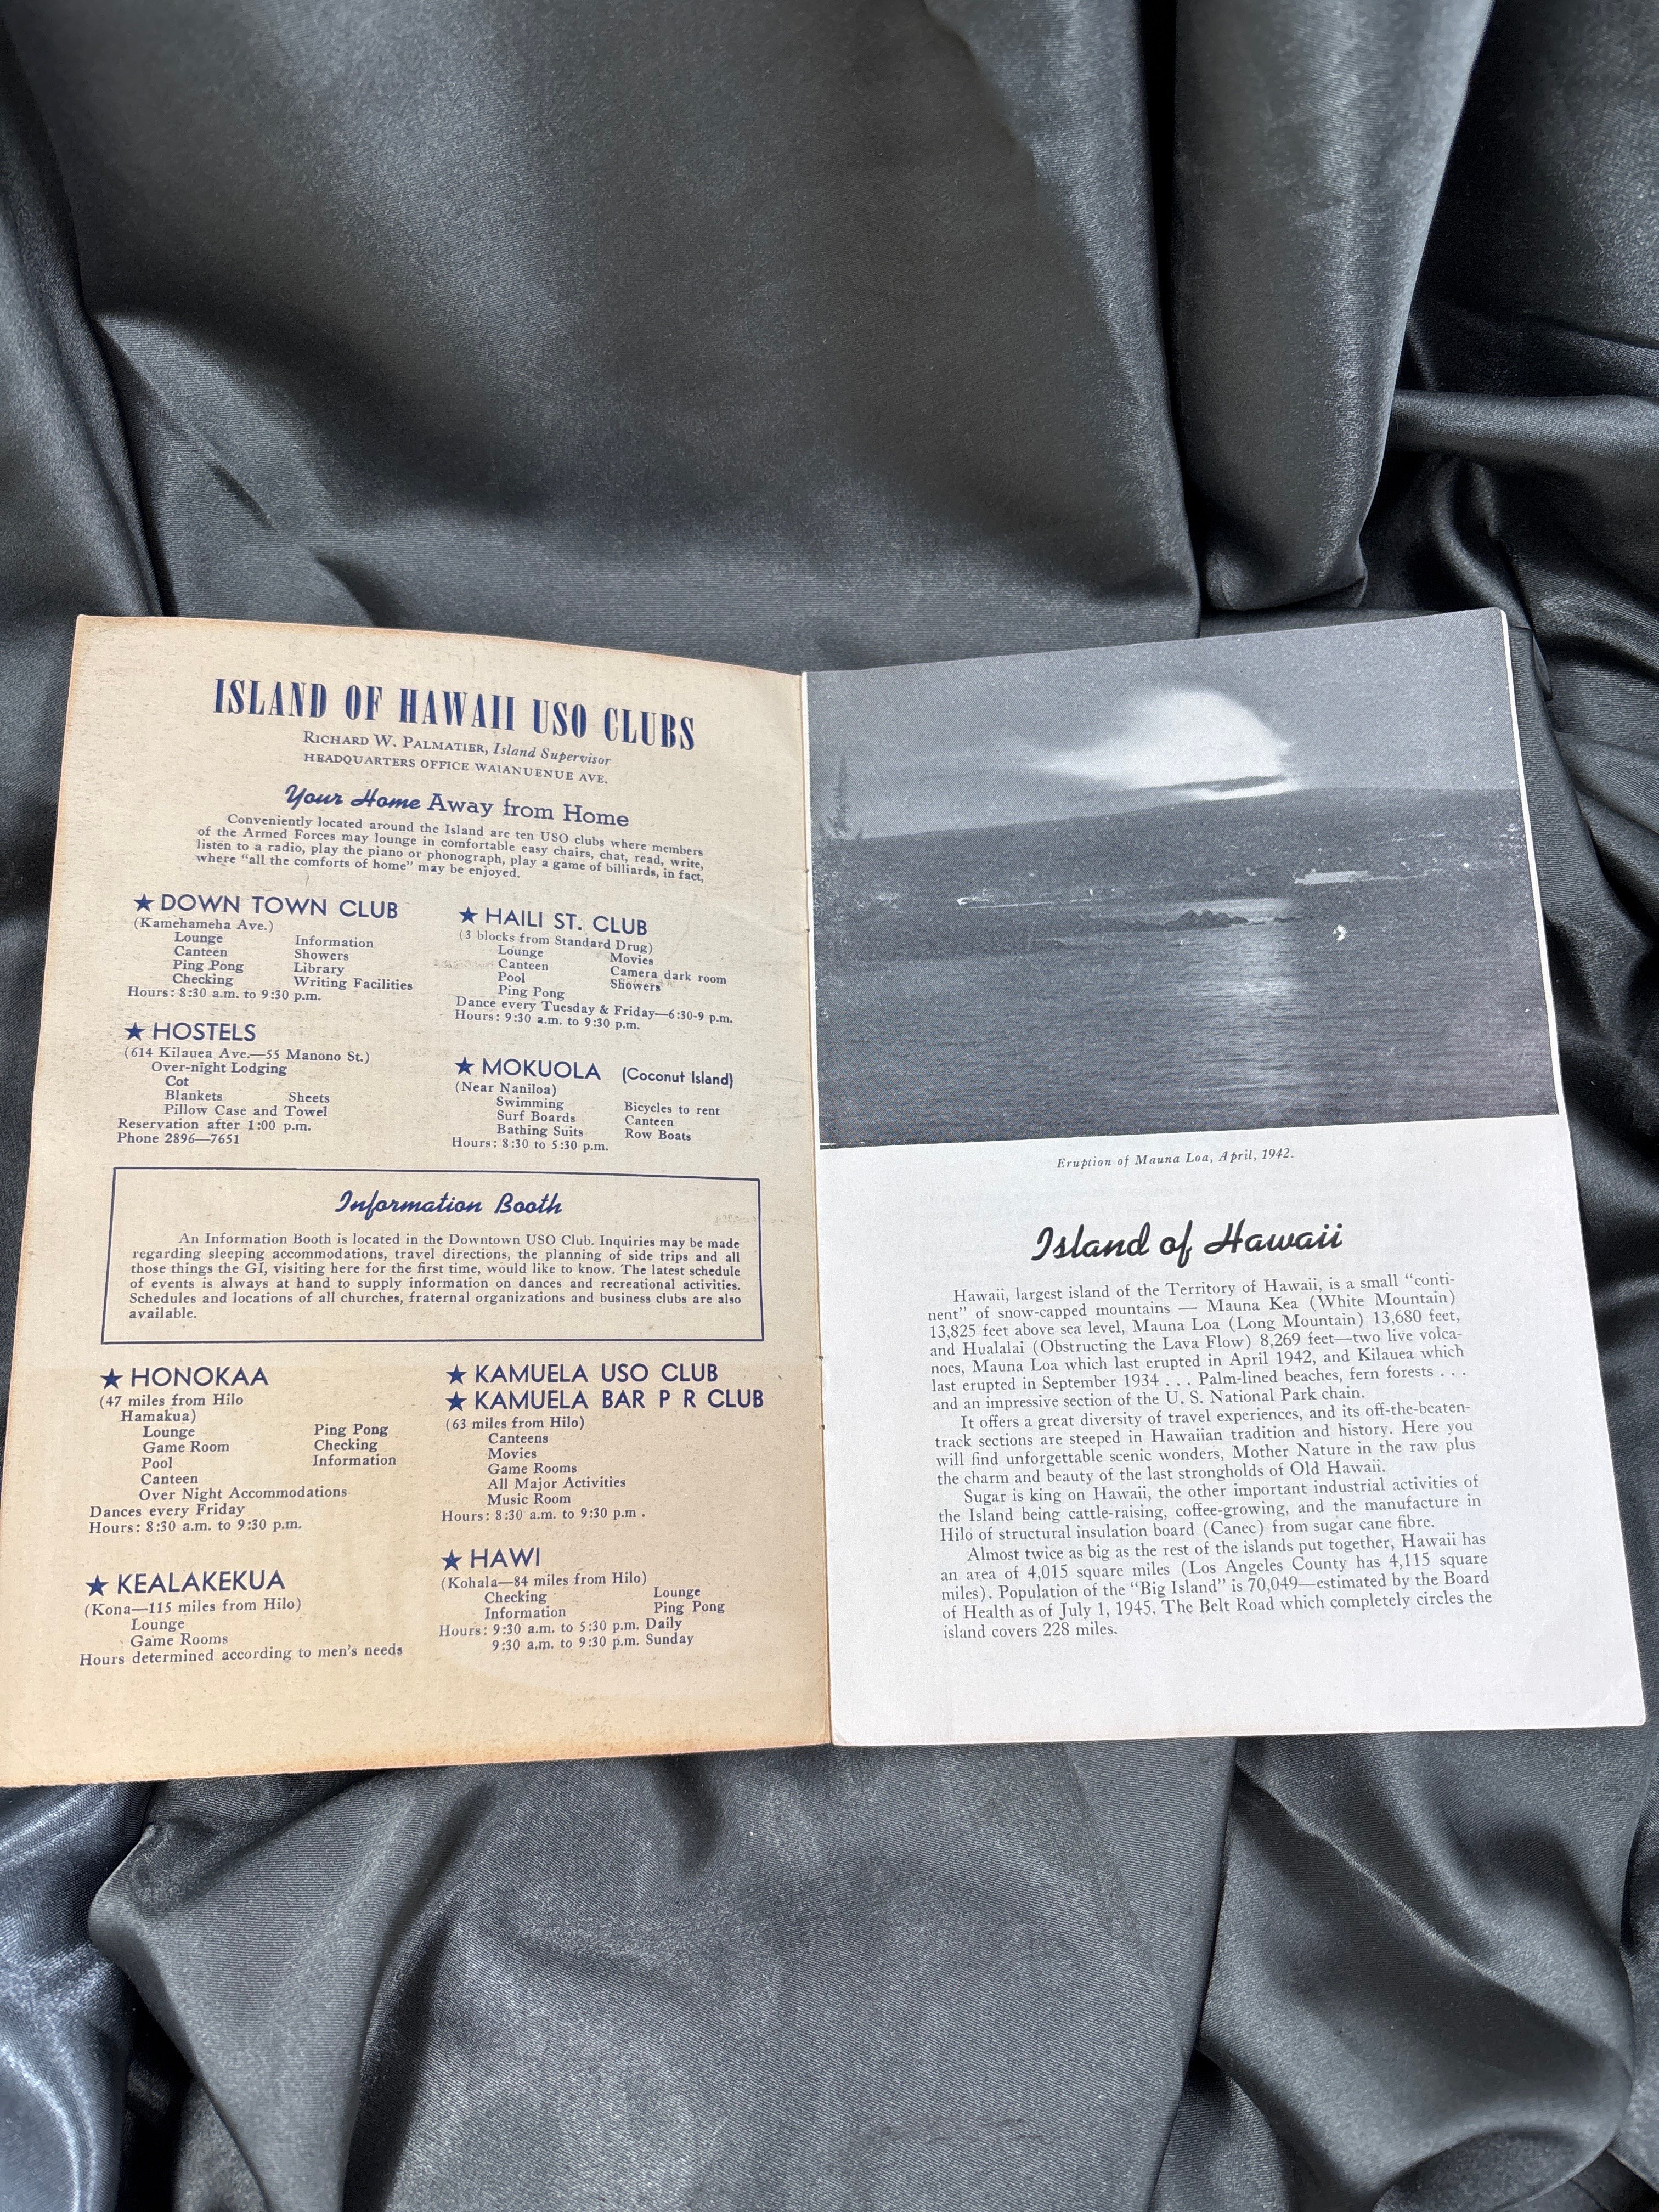 ISLAND OF HAWAII USO CLUBS
RICHARD W. PALMATIER, Island Supervisor
HEADQUARTERS OFFICE WAIANUENUE AVE.
Your Home Away from Home
Conveniently located around the Island are ten USO clubs where members
of the Armed Forces may lounge in comfortable easy chairs, chat, read, write,
listen to a radio, play the piano or phonograph, play a game of billiards, in fact,
where “all the comforts of home” may be enjoyed.
★ DOWN TOWN CLUB
(Kamehameha Ave.)
Lounge Information
Canteen Showers
Ping Pong Library
Checking Writing Facilities
Hours: 8:30 a.m. to 9:30 p.m.
★ HOSTELS
(614 Kilauea Ave.—55 Manono St.)
Over-night Lodging
Cot
Blankets Sheets
Pillow Case and Towel
Reservation after 1:00 p.m.
Phone 2896—7651
★ HAILI ST. CLUB
(3 blocks from Standard Drug)
Lounge Movies
Canteen Camera dark room
Pool Showers
Ping Pong
Dance every Tuesday & Friday—6:30-9 p.m.
Hours: 9:30 a.m. to 9:30 p.m.
★ MOKUOLA (Coconut Island)
(Near Naniloa)
Swimming Bicycles to rent
Surf Boards Canteen
Bathing Suits Row Boats
Hours: 8:30 to 5:30 p.m.
Information Booth
An Information Booth is located in the Downtown USO Club. Inquiries may be made
regarding sleeping accommodations, travel directions, the planning of side trips and all
those things the GI, visiting here for the first time, would like to know. The latest schedule
of events is always at hand to supply information on dances and recreational activities.
Schedules and locations of all churches, fraternal organizations and business clubs are also
available.
★ HONOKAA
(47 miles from Hilo
Hamakua)
Lounge Ping Pong
Game Room Checking
Pool Information
Canteen
Over Night Accommodations
Dances every Friday
Hours: 8:30 a.m. to 9:30 p.m.
★ KEALAKEKUA
(Kona—115 miles from Hilo)
Lounge
Game Rooms
Hours determined according to men's needs
★ KAMUELA USO CLUB
★ KAMUELA BAR P R CLUB
(63 miles from Hilo)
Canteens
Movies
Game Rooms
All Major Activities
Music Room
Hours: 8:30 a.m. to 9:30 p.m .
★ HAWI
(Kohala—84 miles from Hilo)
Checking Lounge
Information Ping Pong
Hours: 9:30 a.m. to 5:30 p.m. Daily
9:30 a.m. to 9:30 p.m. Sunday
Eruption of Mauna Loa, April, 1942.
Island of Hawaii
Hawaii, largest island of the Territory of Hawaii, is a small “conti-
nent” of snow-capped mountains — Mauna Kea (White Mountain)
13,825 feet above sea level, Mauna Loa (Long Mountain) 13,680 feet,
and Hualalai (Obstructing the Lava Flow) 8,269 feet—two live volca-
noes, Mauna Loa which last erupted in April 1942, and Kilauea which
last erupted in September 1934 . . . Palm-lined beaches, fern forests . . .
and an impressive section of the U. S. National Park chain.
It offers a great diversity of travel experiences, and its off-the-beaten-
track sections are steeped in Hawaiian tradition and history. Here you
will find unforgettable scenic wonders, Mother Nature in the raw plus
the charm and beauty of the last strongholds of Old Hawaii.
Sugar is king on Hawaii, the other important industrial activities of
the Island being cattle-raising, coffee-growing, and the manufacture in
Hilo of structural insulation board (Canec) from sugar cane fibre.
Almost twice as big as the rest of the islands put together, Hawaii has
an area of 4,015 square miles (Los Angeles County has 4,115 square
miles). Population of the “Big Island” is 70,049—estimated by the Board
of Health as of July 1, 1945. The Belt Road which completely circles the
island covers 228 miles.